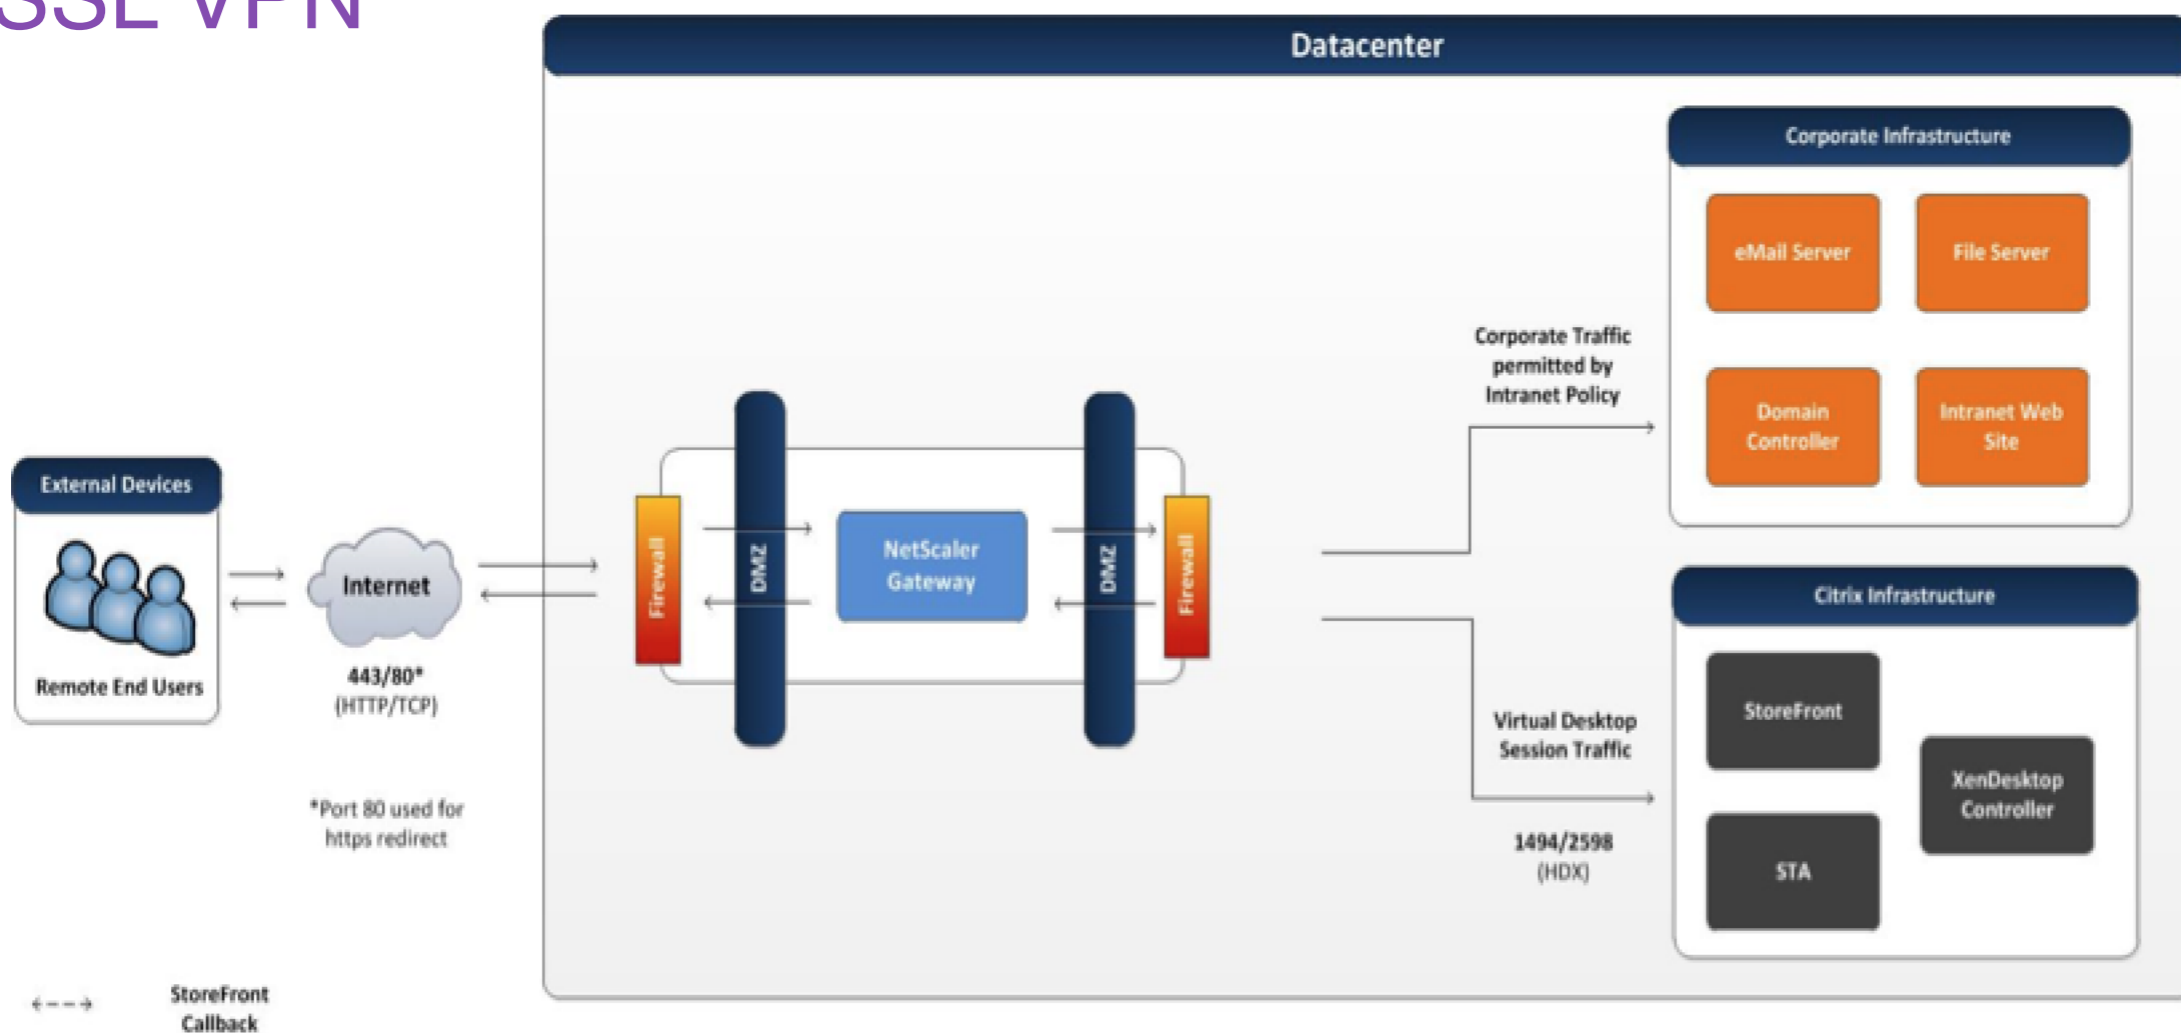 SSL VPN
Datacenter
Corporate Infrastructure
eMail Server
File Server
Domain
Controller
Intranet Web
Site
Corporate Traffic
permitted by
Intranet Policy
External Devices
Remote End Users
Internet
443/80*
(HTTP/TCP)
*Port 80 used for
https redirect
Firewall
DMZ
NetScaler
Gateway
DMZ
Firewall
Virtual Desktop
Session Traffic
1494/2598
(HDX)
Citrix Infrastructure
StoreFront
XenDesktop
Controller
STA
StoreFront
Callback